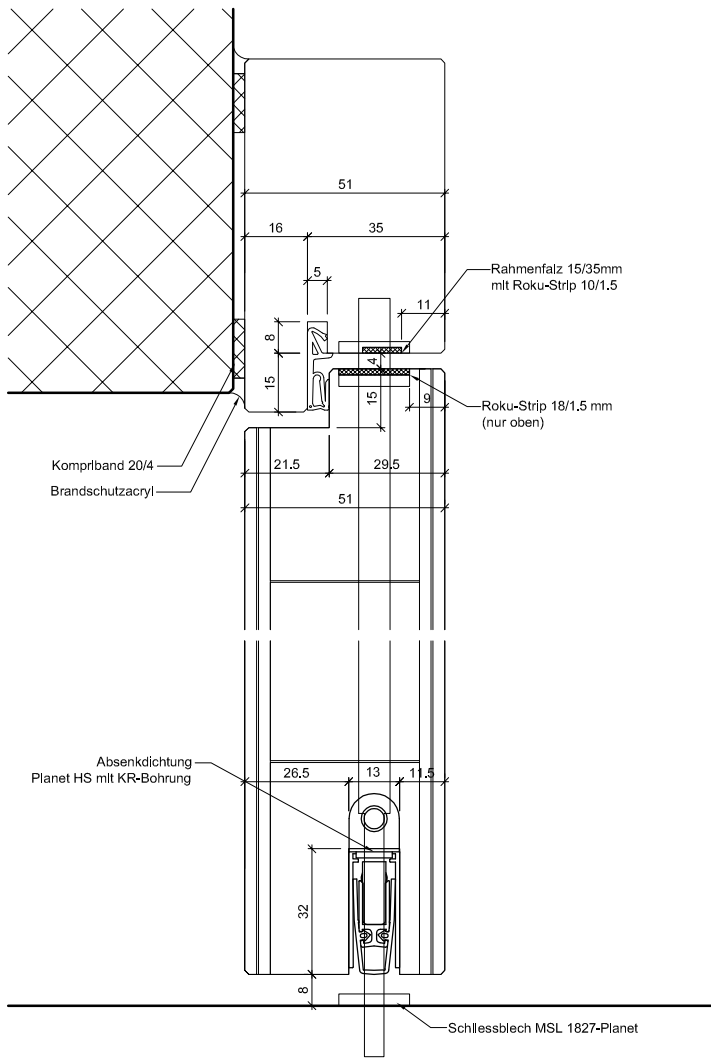 51
16
35
5
11
Rahmenfalz 15/35mm
mit Roku-Strip 10/1.5
8
4
15
15
9
Roku-Strip 18/1.5 mm
(nur oben)
Kompriband 20/4
Brandschutzacryl
21.5
29.5
51
Absenkdichtung
Planet HS mit KR-Bohrung
26.5
13
11.5
32
8
Schliessblech MSL 1827-Planet